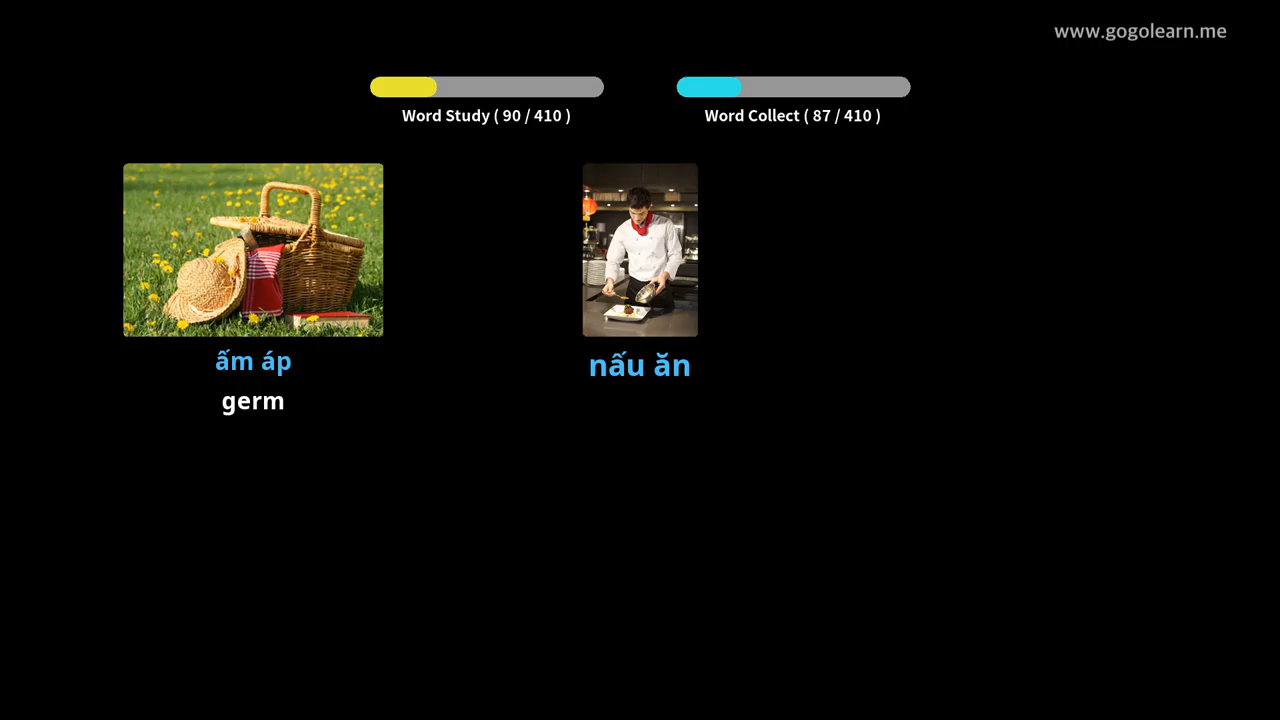 www.gogolearn.me
Word Study ( 90 / 410 )
Word Collect ( 87 / 410 )
ấm áp
germ
nấu ăn